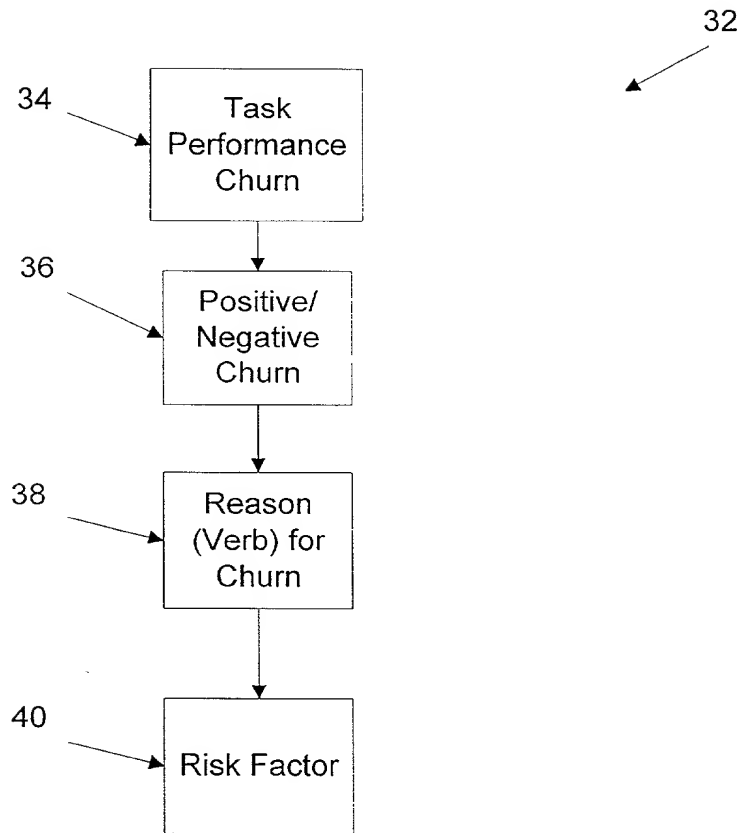 32
34
Task
Performance
Churn
36
Positive/
Negative
Churn
38
Reason
(Verb) for
Churn
40
Risk Factor